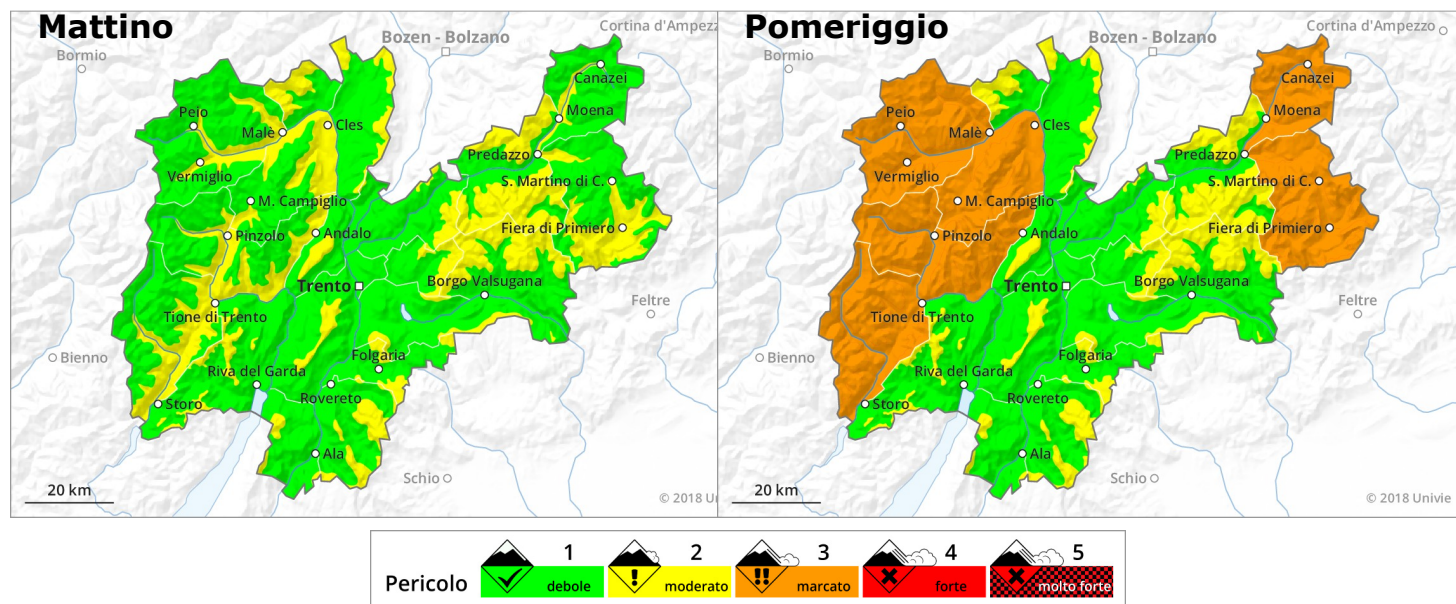 Mattino
Cortina d'Ampez
Bozen - Bolzano
Bormio
Canazei
Peio
Moena
Malè
Cles
Predazzo
Vermiglio
S. Martino di C.
M. Campiglio
Pinzolo
Andalo
Fiera di Primiero
Trento
Borgo Valsugana
Feltre
Tione di Trento
Bienno
Folgaria
Riva del Garda
Rovereto
Storo
Ala
Schio
20 km
© 2018 Un
Pomeriggio
Cortina d'Ampezzo
Bozen - Bolzano
Bormio
Canazei
Peio
Moena
Malè
Cles
Predazzo
Vermiglio
S. Martino di C.
M. Campiglio
Pinzolo
Andalo
Fiera di Primiero
Trento
Borgo Valsugana
Feltre
Tione di Trento
Bienno
Folgaria
Riva del Garda
Rovereto
Storo
Ala
Schio
20 km
© 2018 Univie
Pericolo
1
debole
2
moderato
3
marcato
4
forte
5
molto forte